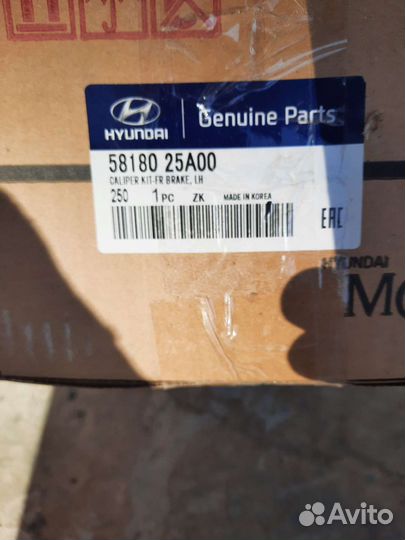 HYUNDAI
Genuine Parts
58180 25A00
CALIPER KIT-FR BRAKE, LH
250 1 PC ZK MADE IN KOREA
EAC
HYUNDAI
Avito